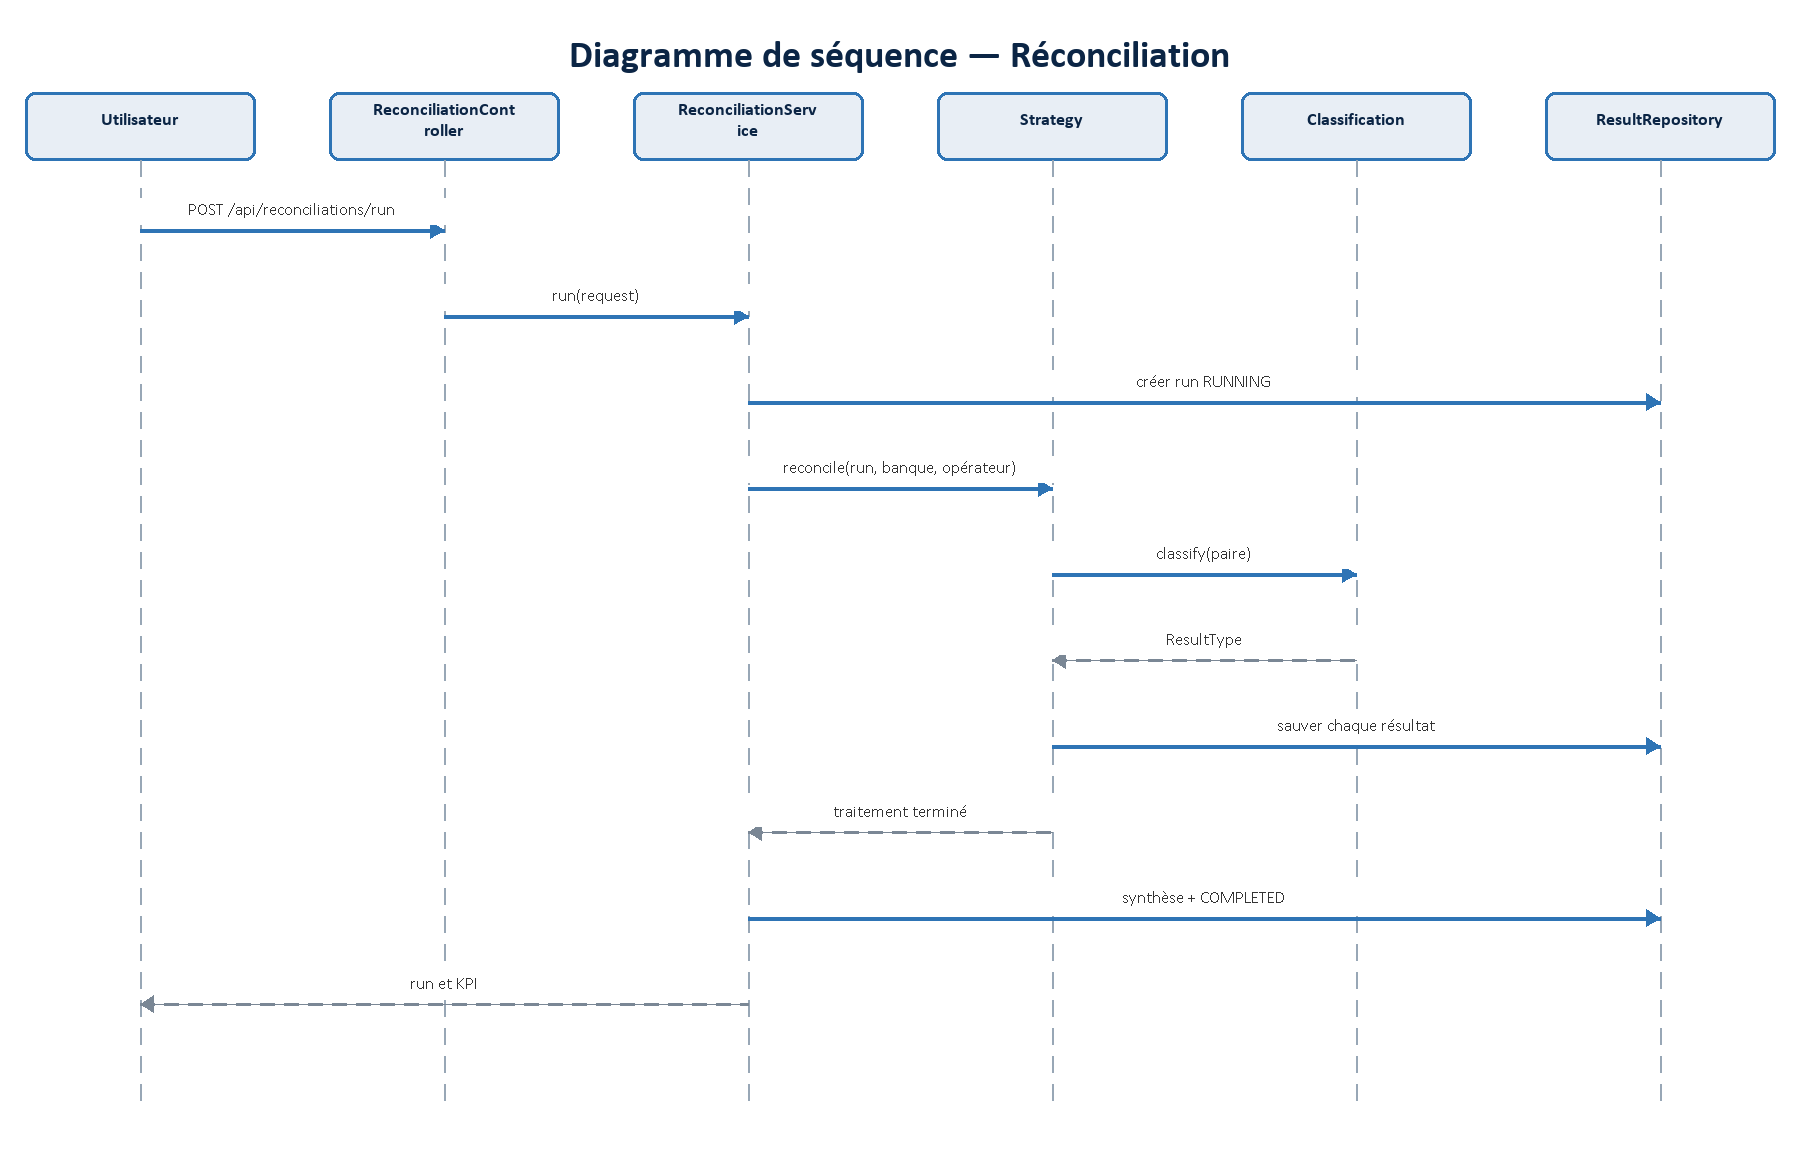 Diagramme de séquence — Réconciliation
Utilisateur
ReconciliationCont
roller
ReconciliationServ
ice
Strategy
Classification
ResultRepository
POST /api/reconciliations/run
run(request)
créer run RUNNING
reconcile(run, banque, opérateur)
classify(paire)
ResultType
sauver chaque résultat
traitement terminé
synthèse + COMPLETED
run et KPI